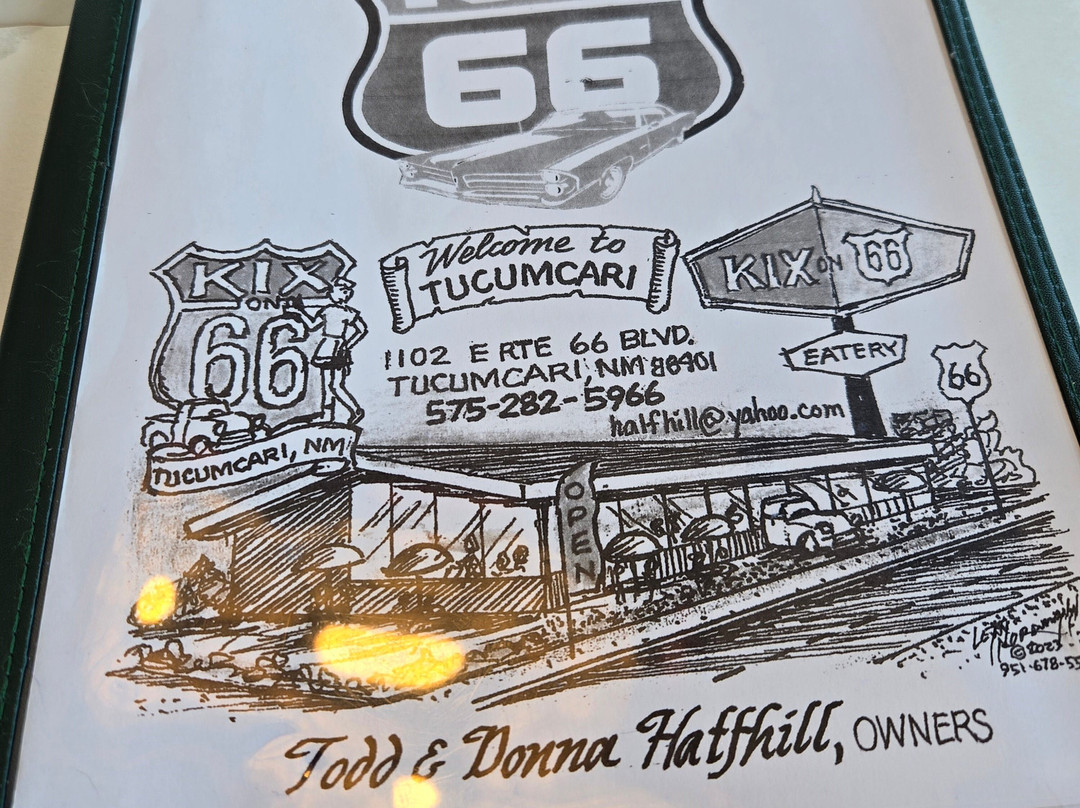 66
Welcome to
TUCUMCARI
KIX
ON
66
TUCUMCARI, NM
1102 E RTE 66 BLVD.
TUCUMCARI, NM 88401
575-282-5966
halfhill@yahoo.com
KIX ON 66
EATERY
66
OPEN
©2023
951-678-55
Todd & Donna Halfhill, OWNERS